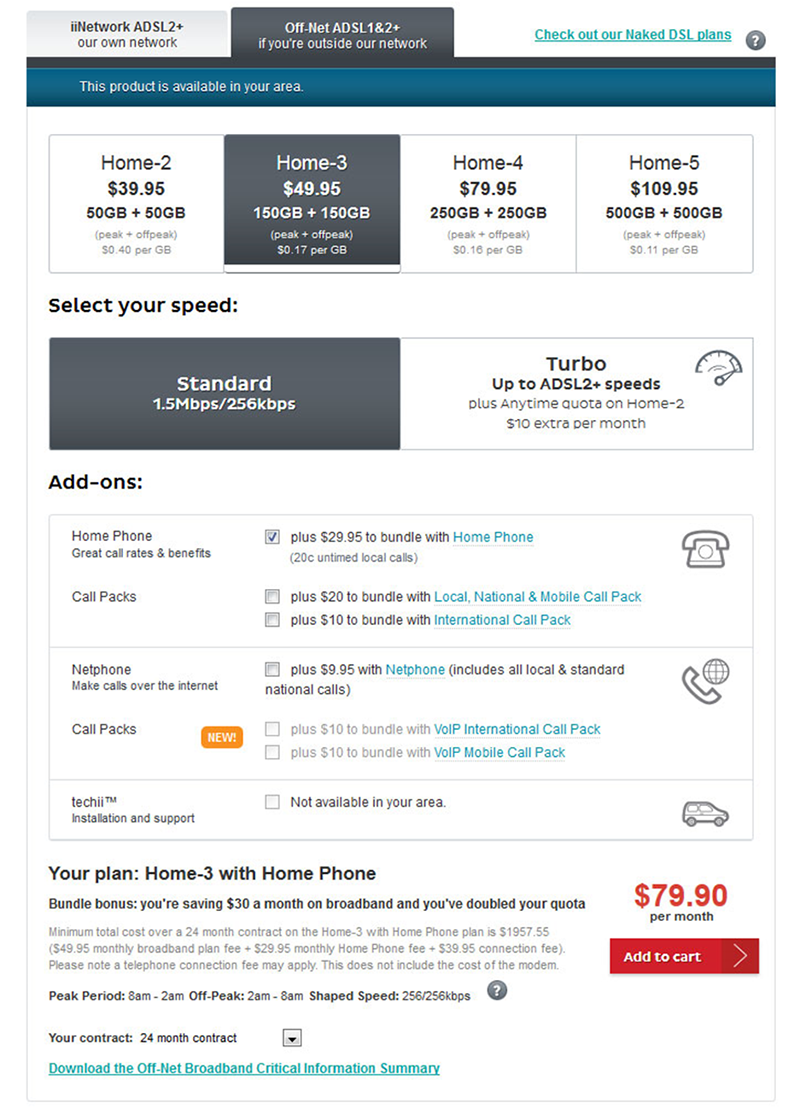 iiNetwork ADSL2+
our own network
Off-Net ADSL1&2+
if you're outside our network
Check out our Naked DSL plans
?
This product is available in your area.
Home-2
$39.95
50GB + 50GB
(peak + offpeak)
$0.40 per GB
Home-3
$49.95
150GB + 150GB
(peak + offpeak)
$0.17 per GB
Home-4
$79.95
250GB + 250GB
(peak + offpeak)
$0.16 per GB
Home-5
$109.95
500GB + 500GB
(peak + offpeak)
$0.11 per GB
Select your speed:
Standard
1.5Mbps/256kbps
Turbo
Up to ADSL2+ speeds
plus Anytime quota on Home-2
$10 extra per month
Add-ons:
Home Phone
Great call rates & benefits
plus $29.95 to bundle with Home Phone
(20c untimed local calls)
Call Packs
plus $20 to bundle with Local, National & Mobile Call Pack
plus $10 to bundle with International Call Pack
Netphone
Make calls over the internet
plus $9.95 with Netphone (includes all local & standard
national calls)
Call Packs
NEW!
plus $10 to bundle with VoIP International Call Pack
plus $10 to bundle with VoIP Mobile Call Pack
techii™
Installation and support
Not available in your area.
Your plan: Home-3 with Home Phone
Bundle bonus: you're saving $30 a month on broadband and you've doubled your quota
Minimum total cost over a 24 month contract on the Home-3 with Home Phone plan is $1957.55
($49.95 monthly broadband plan fee + $29.95 monthly Home Phone fee + $39.95 connection fee).
Please note a telephone connection fee may apply. This does not include the cost of the modem.
$79.90
per month
Add to cart
Peak Period: 8am - 2am Off-Peak: 2am - 8am Shaped Speed: 256/256kbps
?
Your contract: 24 month contract
Download the Off-Net Broadband Critical Information Summary